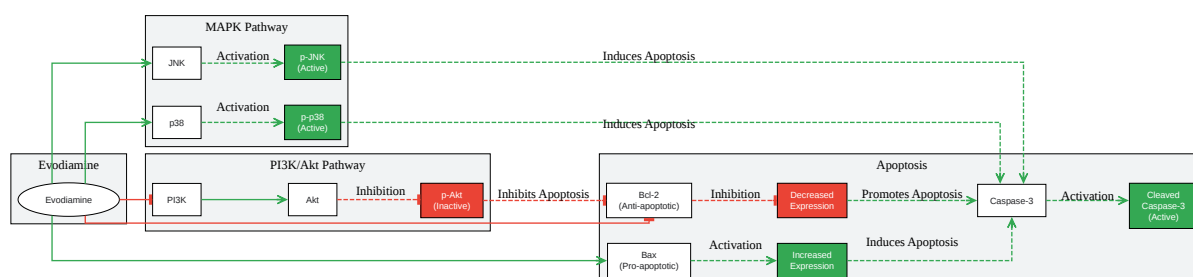 MAPK Pathway
JNK
Activation
p-JNK
(Active)
Induces Apoptosis
p38
Activation
p-p38
(Active)
Induces Apoptosis
Evodiamine
Evodiamine
PI3K/Akt Pathway
PI3K
Akt
Inhibition
p-Akt
(Inactive)
Inhibits Apoptosis
Apoptosis
Bcl-2
(Anti-apoptotic)
Inhibition
Decreased
Expression
Promotes Apoptosis
Caspase-3
Activation
Cleaved
Caspase-3
(Active)
Bax
(Pro-apoptotic)
Activation
Increased
Expression
Induces Apoptosis